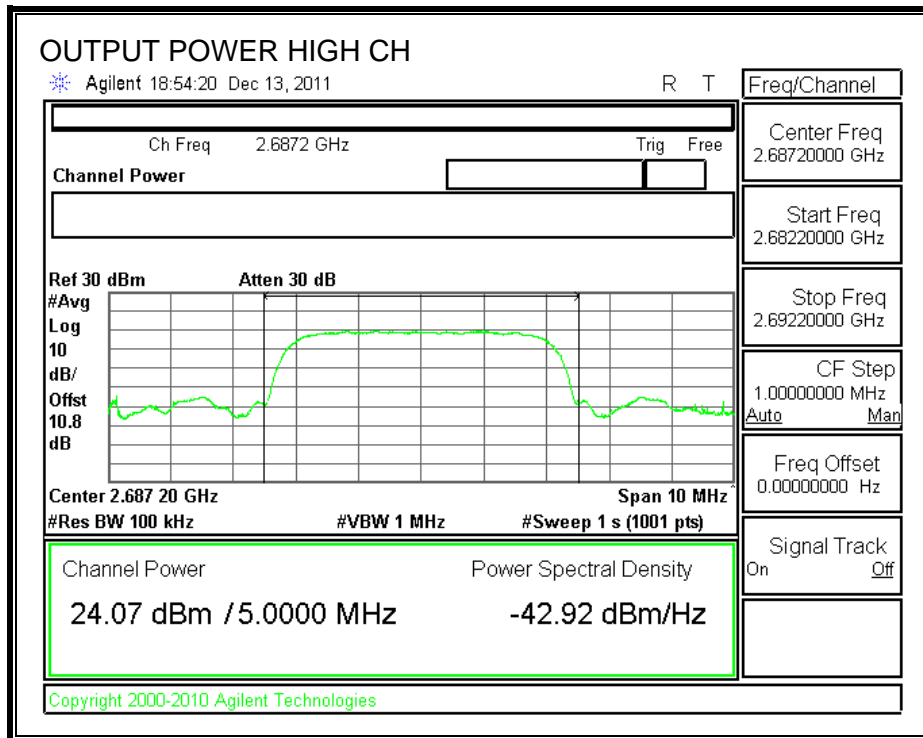 OUTPUT POWER HIGH CH
Agilent 18:54:20 Dec 13, 2011 R T
Freq/Channel
Ch Freq 2.6872 GHz Trig Free
Channel Power
Center Freq
2.68720000 GHz
Start Freq
2.68220000 GHz
Stop Freq
2.69220000 GHz
CF Step
1.00000000 MHz
Auto Man
Freq Offset
0.00000000 Hz
Signal Track
On Off
Ref 30 dBm Atten 30 dB
#Avg
Log
10
dB/
Offst
10.8
dB
Center 2.687 20 GHz Span 10 MHz^
#Res BW 100 kHz #VBW 1 MHz #Sweep 1 s (1001 pts)
Channel Power Power Spectral Density
24.07 dBm / 5.0000 MHz -42.92 dBm/Hz
Copyright 2000-2010 Agilent Technologies